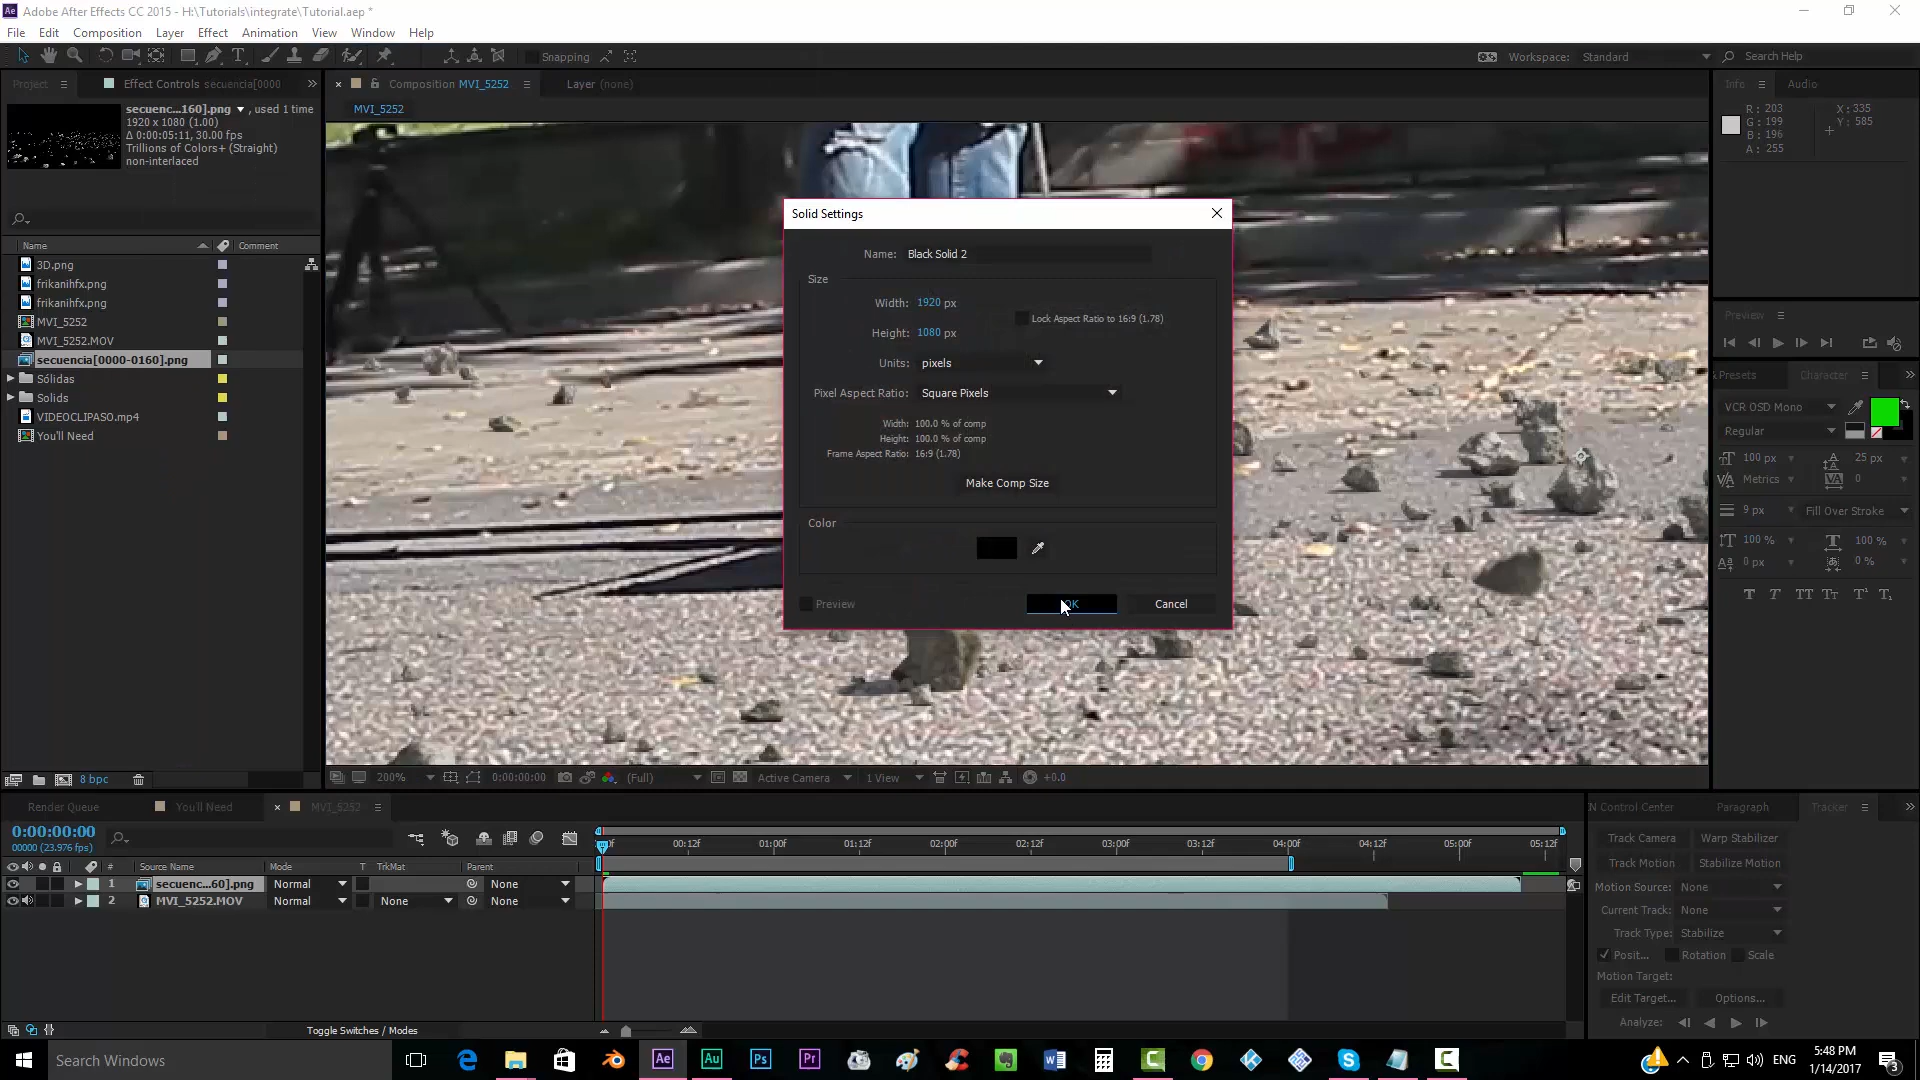 Adobe After Effects CC 2015 - H:\Tutorials\integrate\Tutorial.aep *
File Edit Composition Layer Effect Animation View Window Help
Snapping
Workspace: Standard
Search Help
Project
Effect Controls secuencia[0000
secuenc...160].png ▼ , used 1 time
1920 x 1080 (1.00)
Δ 0:00:05:11, 30.00 fps
Trillions of Colors+ (Straight)
non-interlaced
Name Comment
3D.png
frikanihfx.png
frikanihfx.png
MVI_5252
MVI_5252.MOV
secuencia[0000-0160].png
Sólidas
Solids
VIDEOCLIPASO.mp4
You'll Need
8 bpc
Composition MVI_5252
Layer (none)
MVI_5252
Solid Settings
Name: Black Solid 2
Size
Width: 1920 px
Lock Aspect Ratio to 16:9 (1.78)
Height: 1080 px
Units: pixels
Pixel Aspect Ratio: Square Pixels
Width: 100.0 % of comp
Height: 100.0 % of comp
Frame Aspect Ratio: 16:9 (1.78)
Make Comp Size
Color
Preview
OK
Cancel
200%
0:00:00:00
(Full)
Active Camera
1 View
+0.0
Info Audio
R: 203
G: 199
B: 196
A: 255
X: 335
Y: 585
Preview
Presets Character
VCR OSD Mono
Regular
100 px 25 px
Metrics 0
9 px Fill Over Stroke
100 % 100 %
0 px 0 %
Render Queue You'll Need MVI_5252
0:00:00:00
00000 (23.976 fps)
# Source Name Mode T TrkMat Parent
1 secuenc...60].png Normal None
2 MVI_5252.MOV Normal None None
00:12f 01:00f 01:12f 02:00f 02:12f 03:00f 03:12f 04:00f 04:12f 05:00f 05:12f
Toggle Switches / Modes
Control Center Paragraph Tracker
Track Camera Warp Stabilizer
Track Motion Stabilize Motion
Motion Source: None
Current Track: None
Track Type: Stabilize
Posit... Rotation Scale
Motion Target:
Edit Target... Options...
Analyze:
Search Windows
Ae Au Ps Pr
ENG
5:48 PM
1/14/2017
3